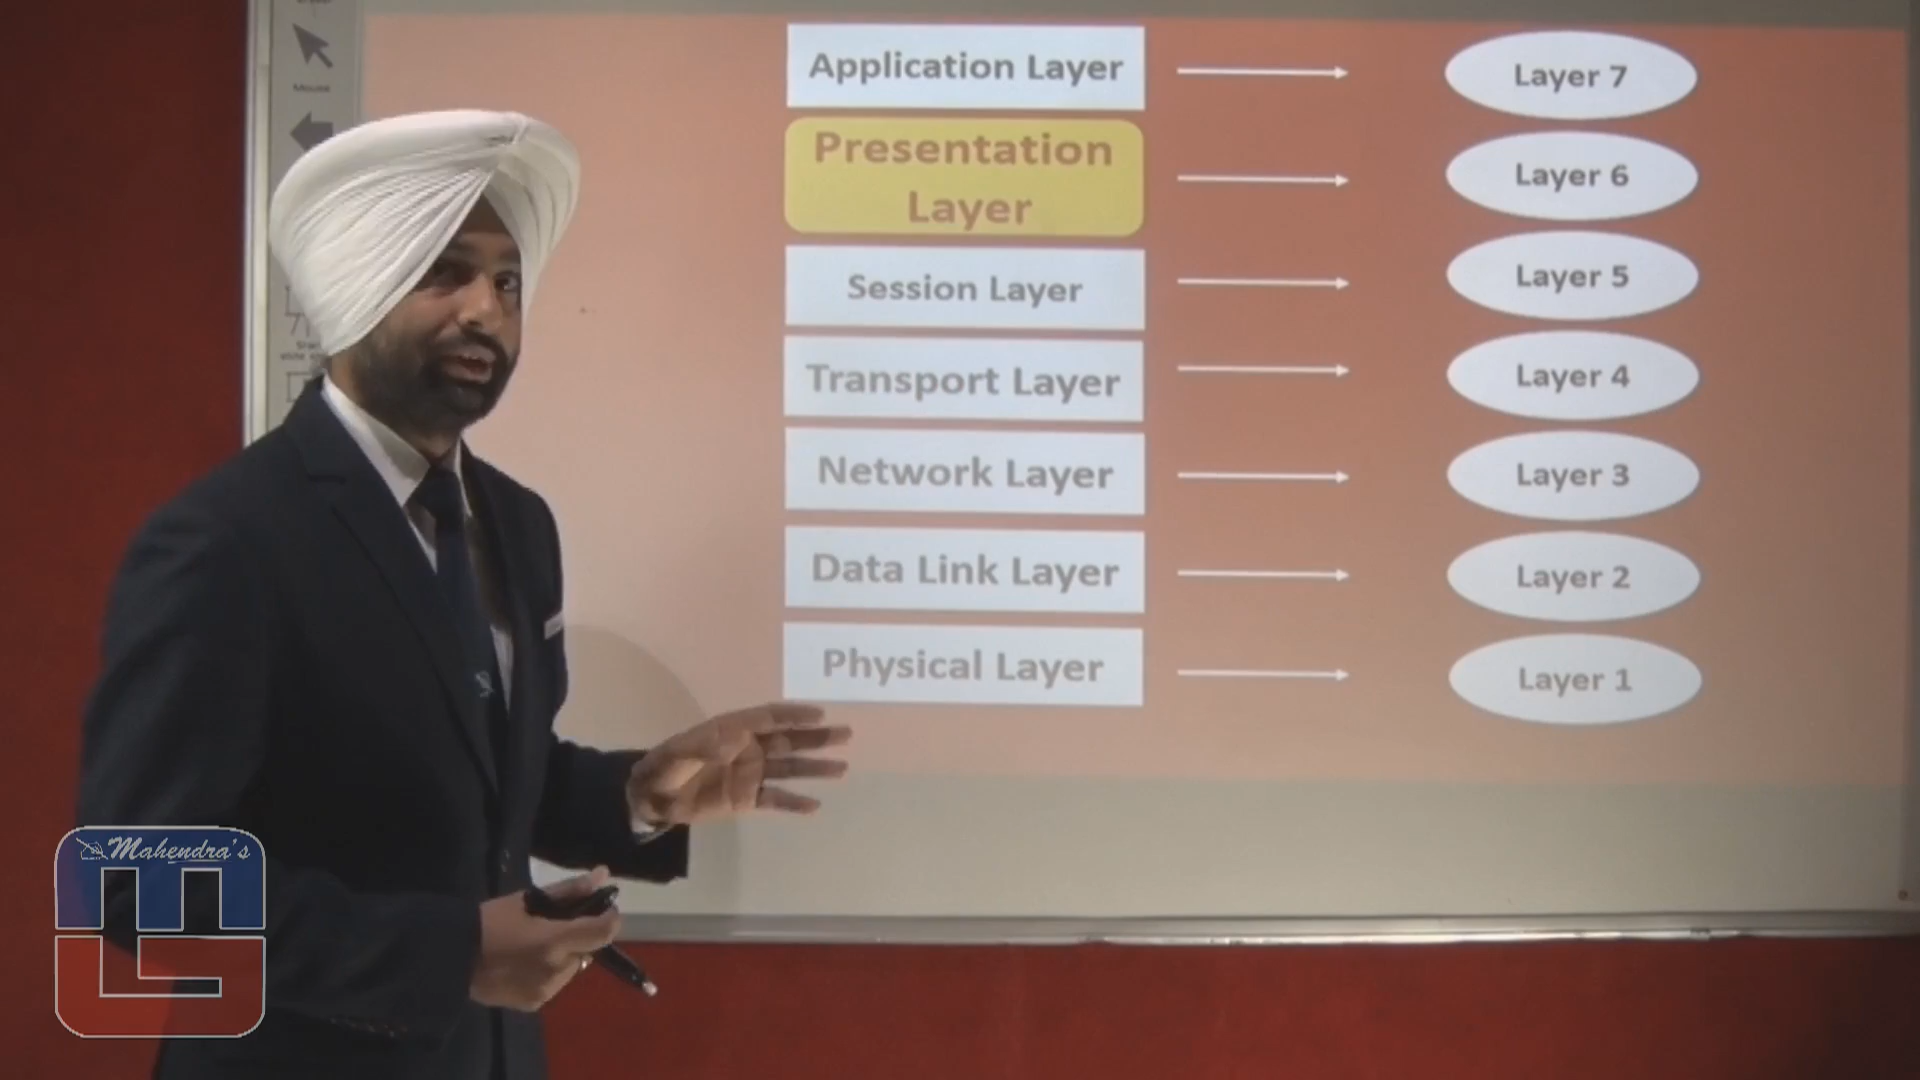 Mouse
Application Layer
Layer 7
Presentation
Layer
Layer 6
Session Layer
Layer 5
Transport Layer
Layer 4
Network Layer
Layer 3
Data Link Layer
Layer 2
Physical Layer
Layer 1
Mahendra's